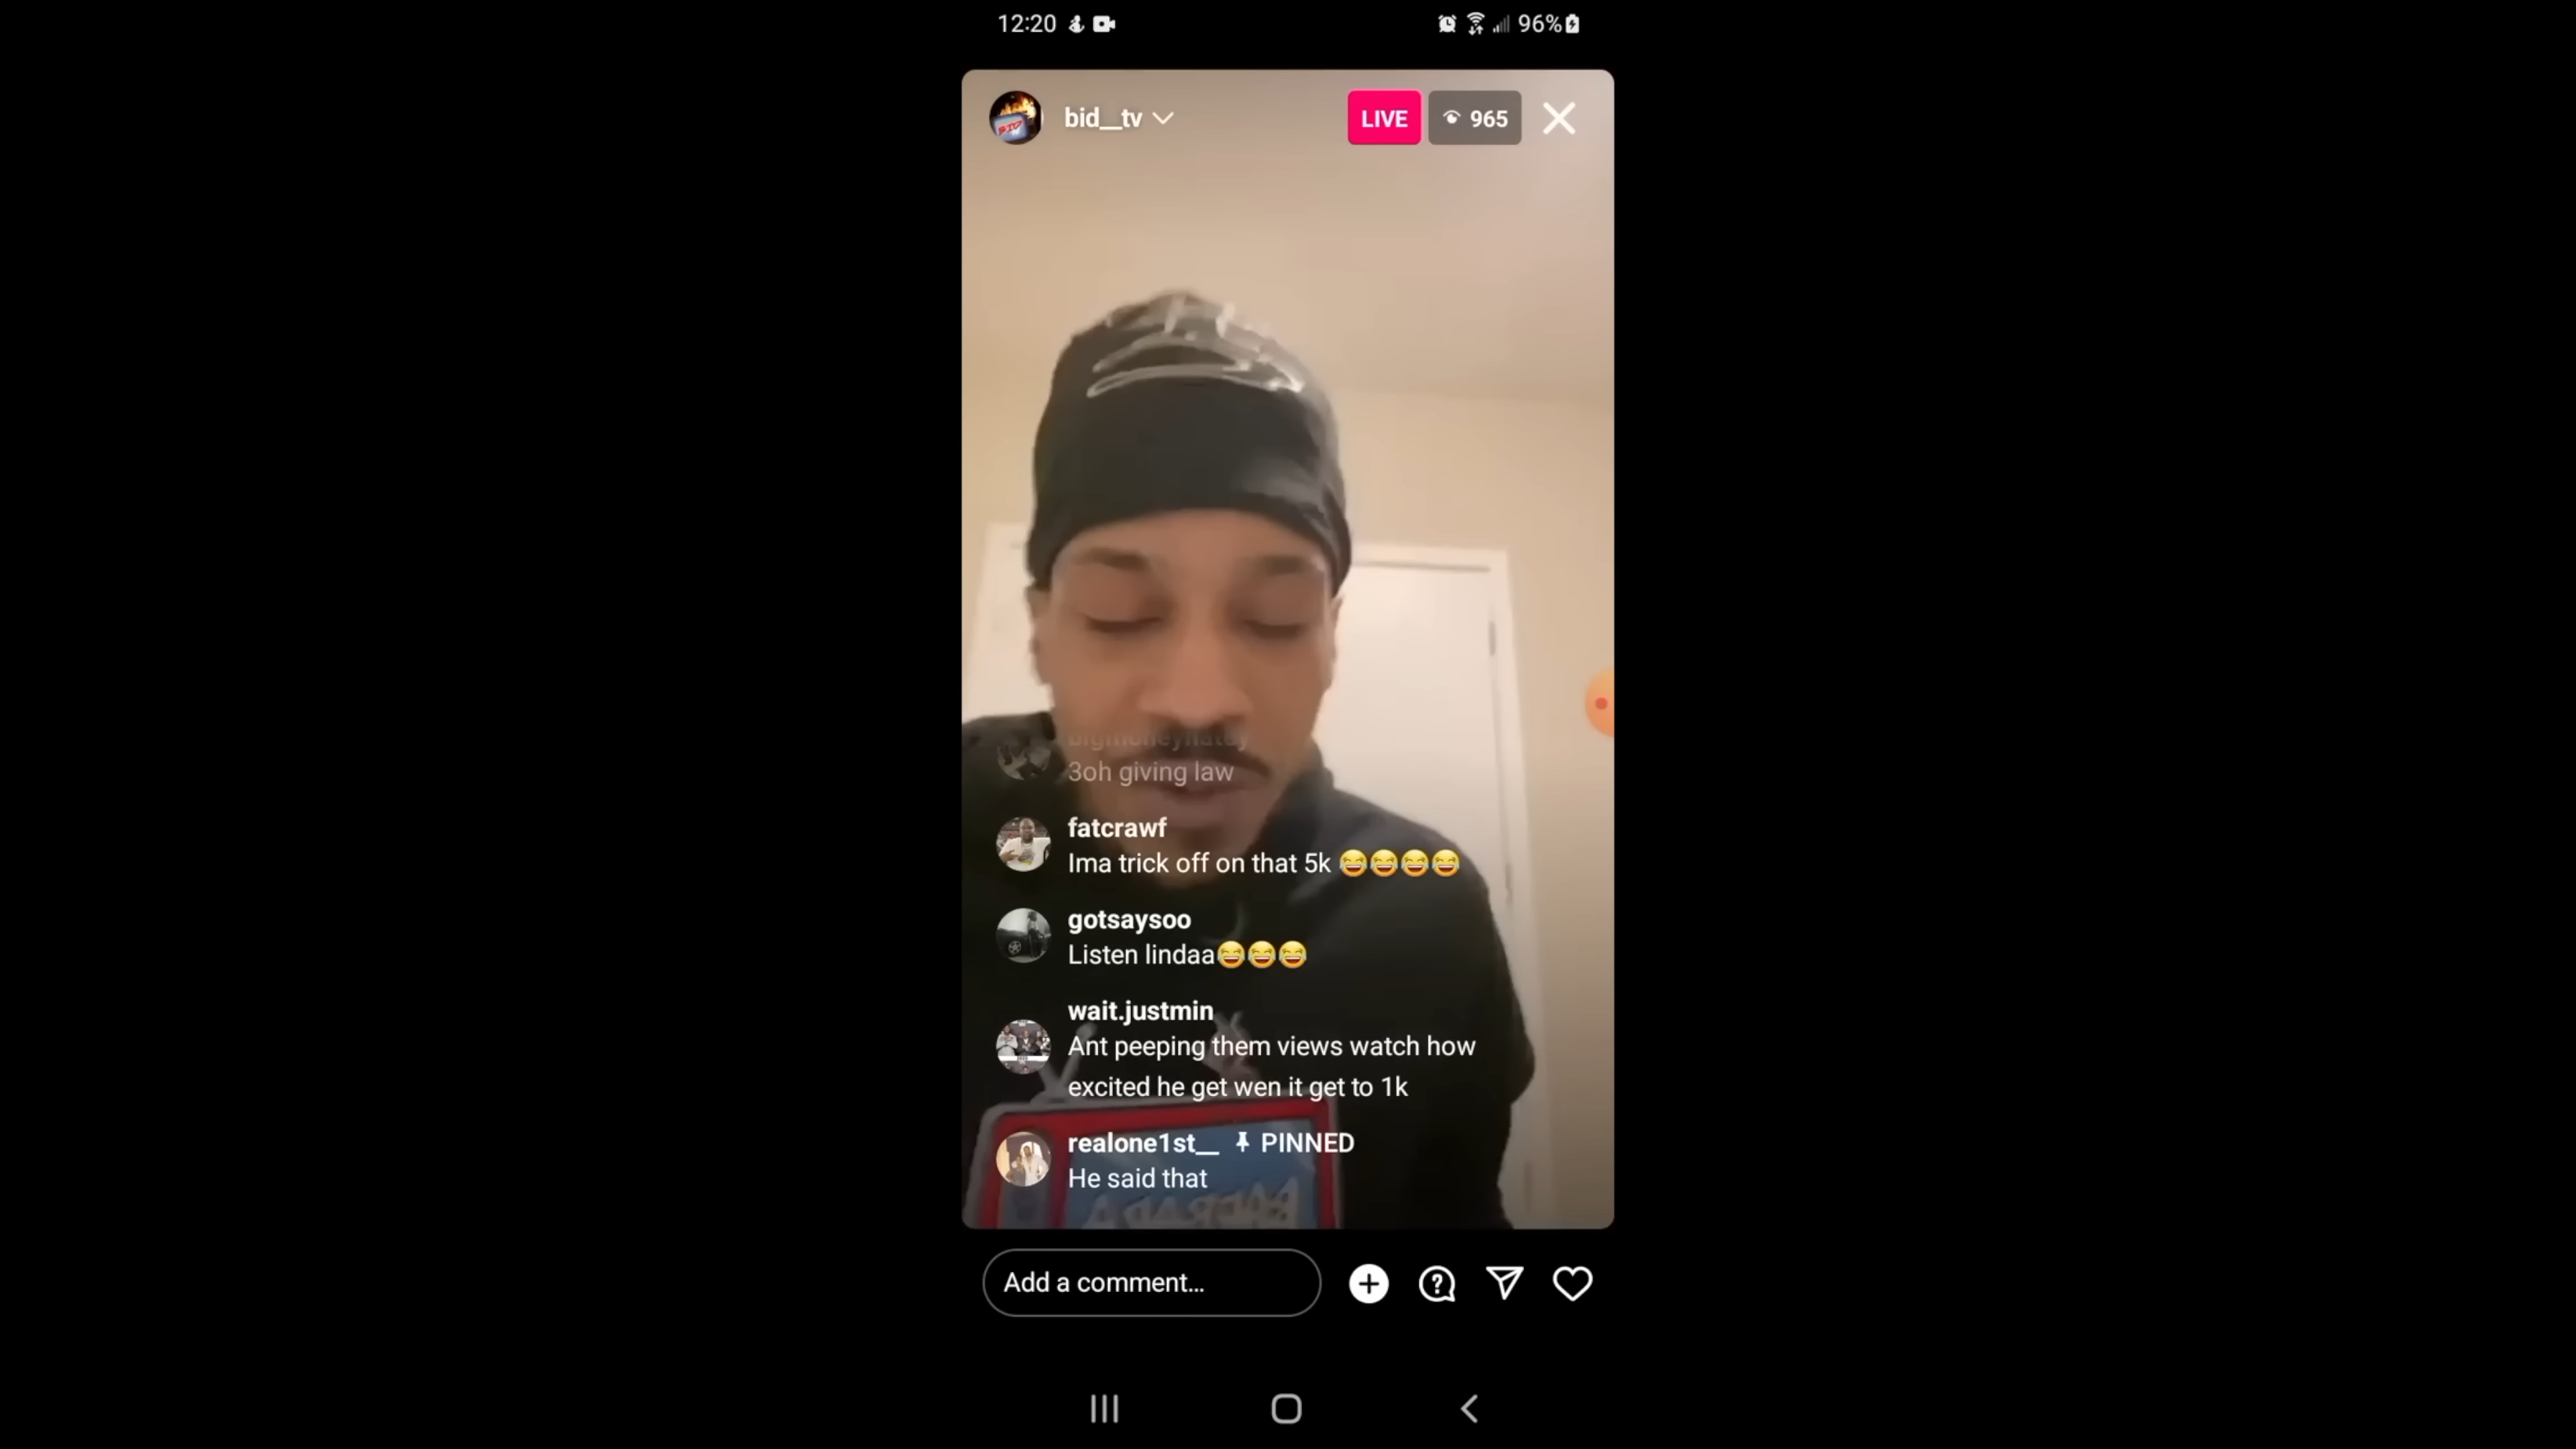 12:20
96%
bid__tv
LIVE
965
3oh giving law
fatcrawf
Ima trick off on that 5k 😂😂😂😂
gotsaysoo
Listen lindaa😂😂😂
wait.justmin
Ant peeping them views watch how
excited he get wen it get to 1k
realone1st__ PINNED
He said that
Add a comment...